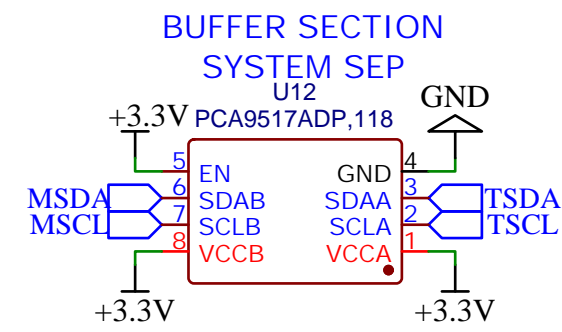 BUFFER SECTION
SYSTEM SEP
U12
PCA9517ADP,118
+3.3V
GND
5 EN GND 4
MSDA 6 SDAB SDAA 3 TSDA
MSCL 7 SCLB SCLA 2 TSCL
8 VCCB VCCA 1
+3.3V +3.3V